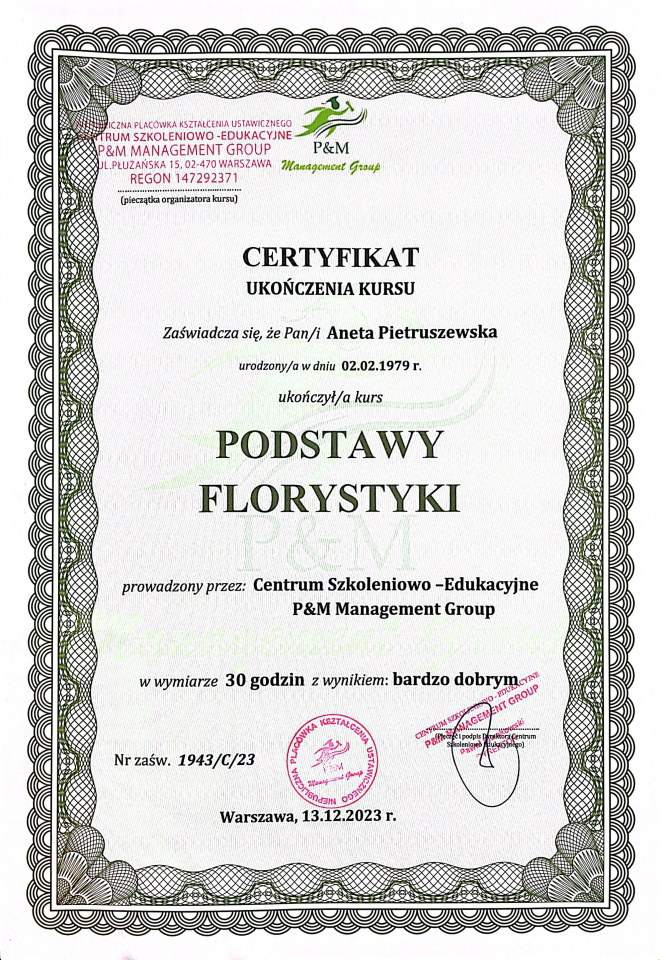 NIEPUBLICZNA PLACÓWKA KSZTAŁCENIA USTAWICZNEGO
CENTRUM SZKOLENIOWO -EDUKACYJNE
P&M MANAGEMENT GROUP
UL.PŁUŻAŃSKA 15, 02-470 WARSZAWA
REGON 147292371
(pieczątka organizatora kursu)
P&M
Management Group
CERTYFIKAT
UKOŃCZENIA KURSU
Zaświadcza się, że Pan/i Aneta Pietruszewska
urodzony/a w dniu 02.02.1979 r.
ukończył/a kurs
PODSTAWY
FLORYSTYKI
P&M
prowadzony przez: Centrum Szkoleniowo –Edukacyjne
P&M Management Group
w wymiarze 30 godzin z wynikiem: bardzo dobrym
CENTRUM SZKOLENIOWO - EDUKACYJNE
P&M MANAGEMENT GROUP
(Pieczęć i podpis Dyrektora Centrum
Szkoleniowo Edukacyjnego)
NIEPUBLICZNA PLACÓWKA KSZTAŁCENIA USTAWICZNEGO
P&M
Management Group
Nr zaśw. 1943/C/23
Warszawa, 13.12.2023 r.